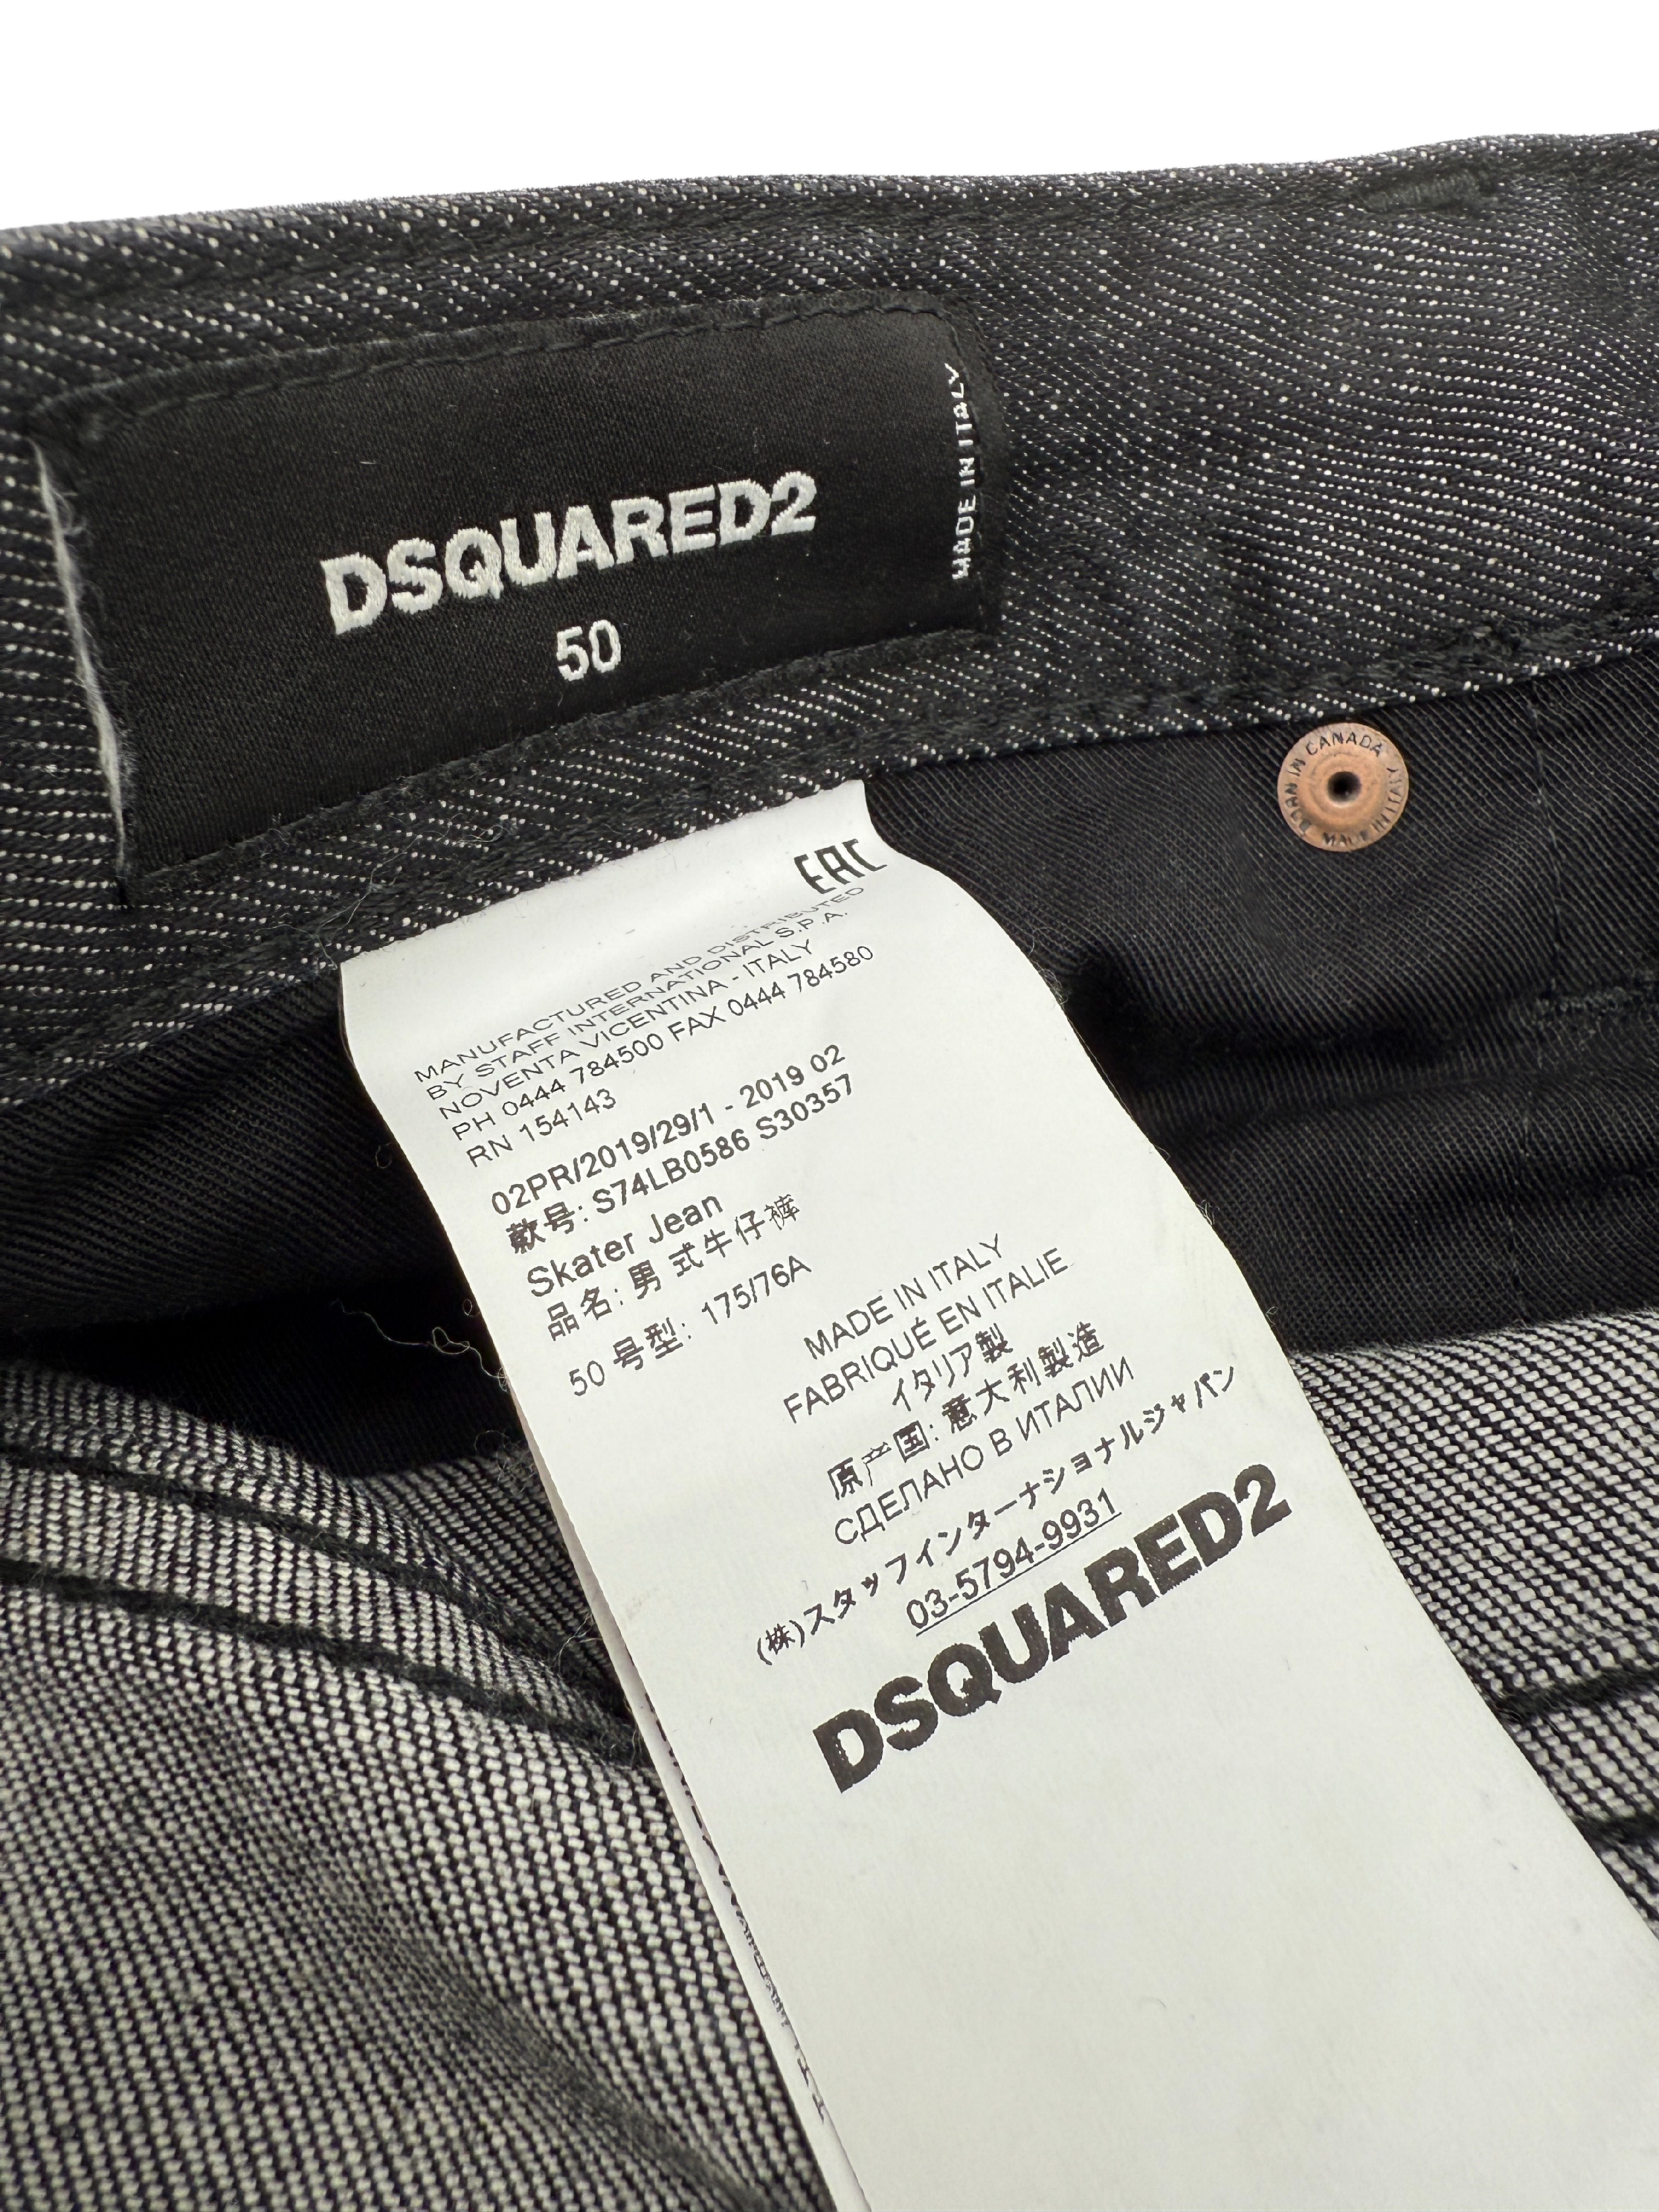 DSQUARED2
50
MADE IN ITALY
BORN IN CANADA
MADE IN ITALY
EAC
MANUFACTURED AND DISTRIBUTED
BY STAFF INTERNATIONAL S.P.A.
NOVENTA VICENTINA - ITALY
PH 0444 784500 FAX 0444 784580
RN 154143
02PR/2019/29/1 - 2019 02
款号: S74LB0586 S30357
Skater Jean
品名: 男 式牛仔裤
50 号型: 175/76A
MADE IN ITALY
FABRIQUÉ EN ITALIE
イタリア製
原产国: 意大利製造
СДЕЛАНО В ИТАЛИИ
(株)スタッフインターナショナルジャパン
03-5794-9931
DSQUARED2